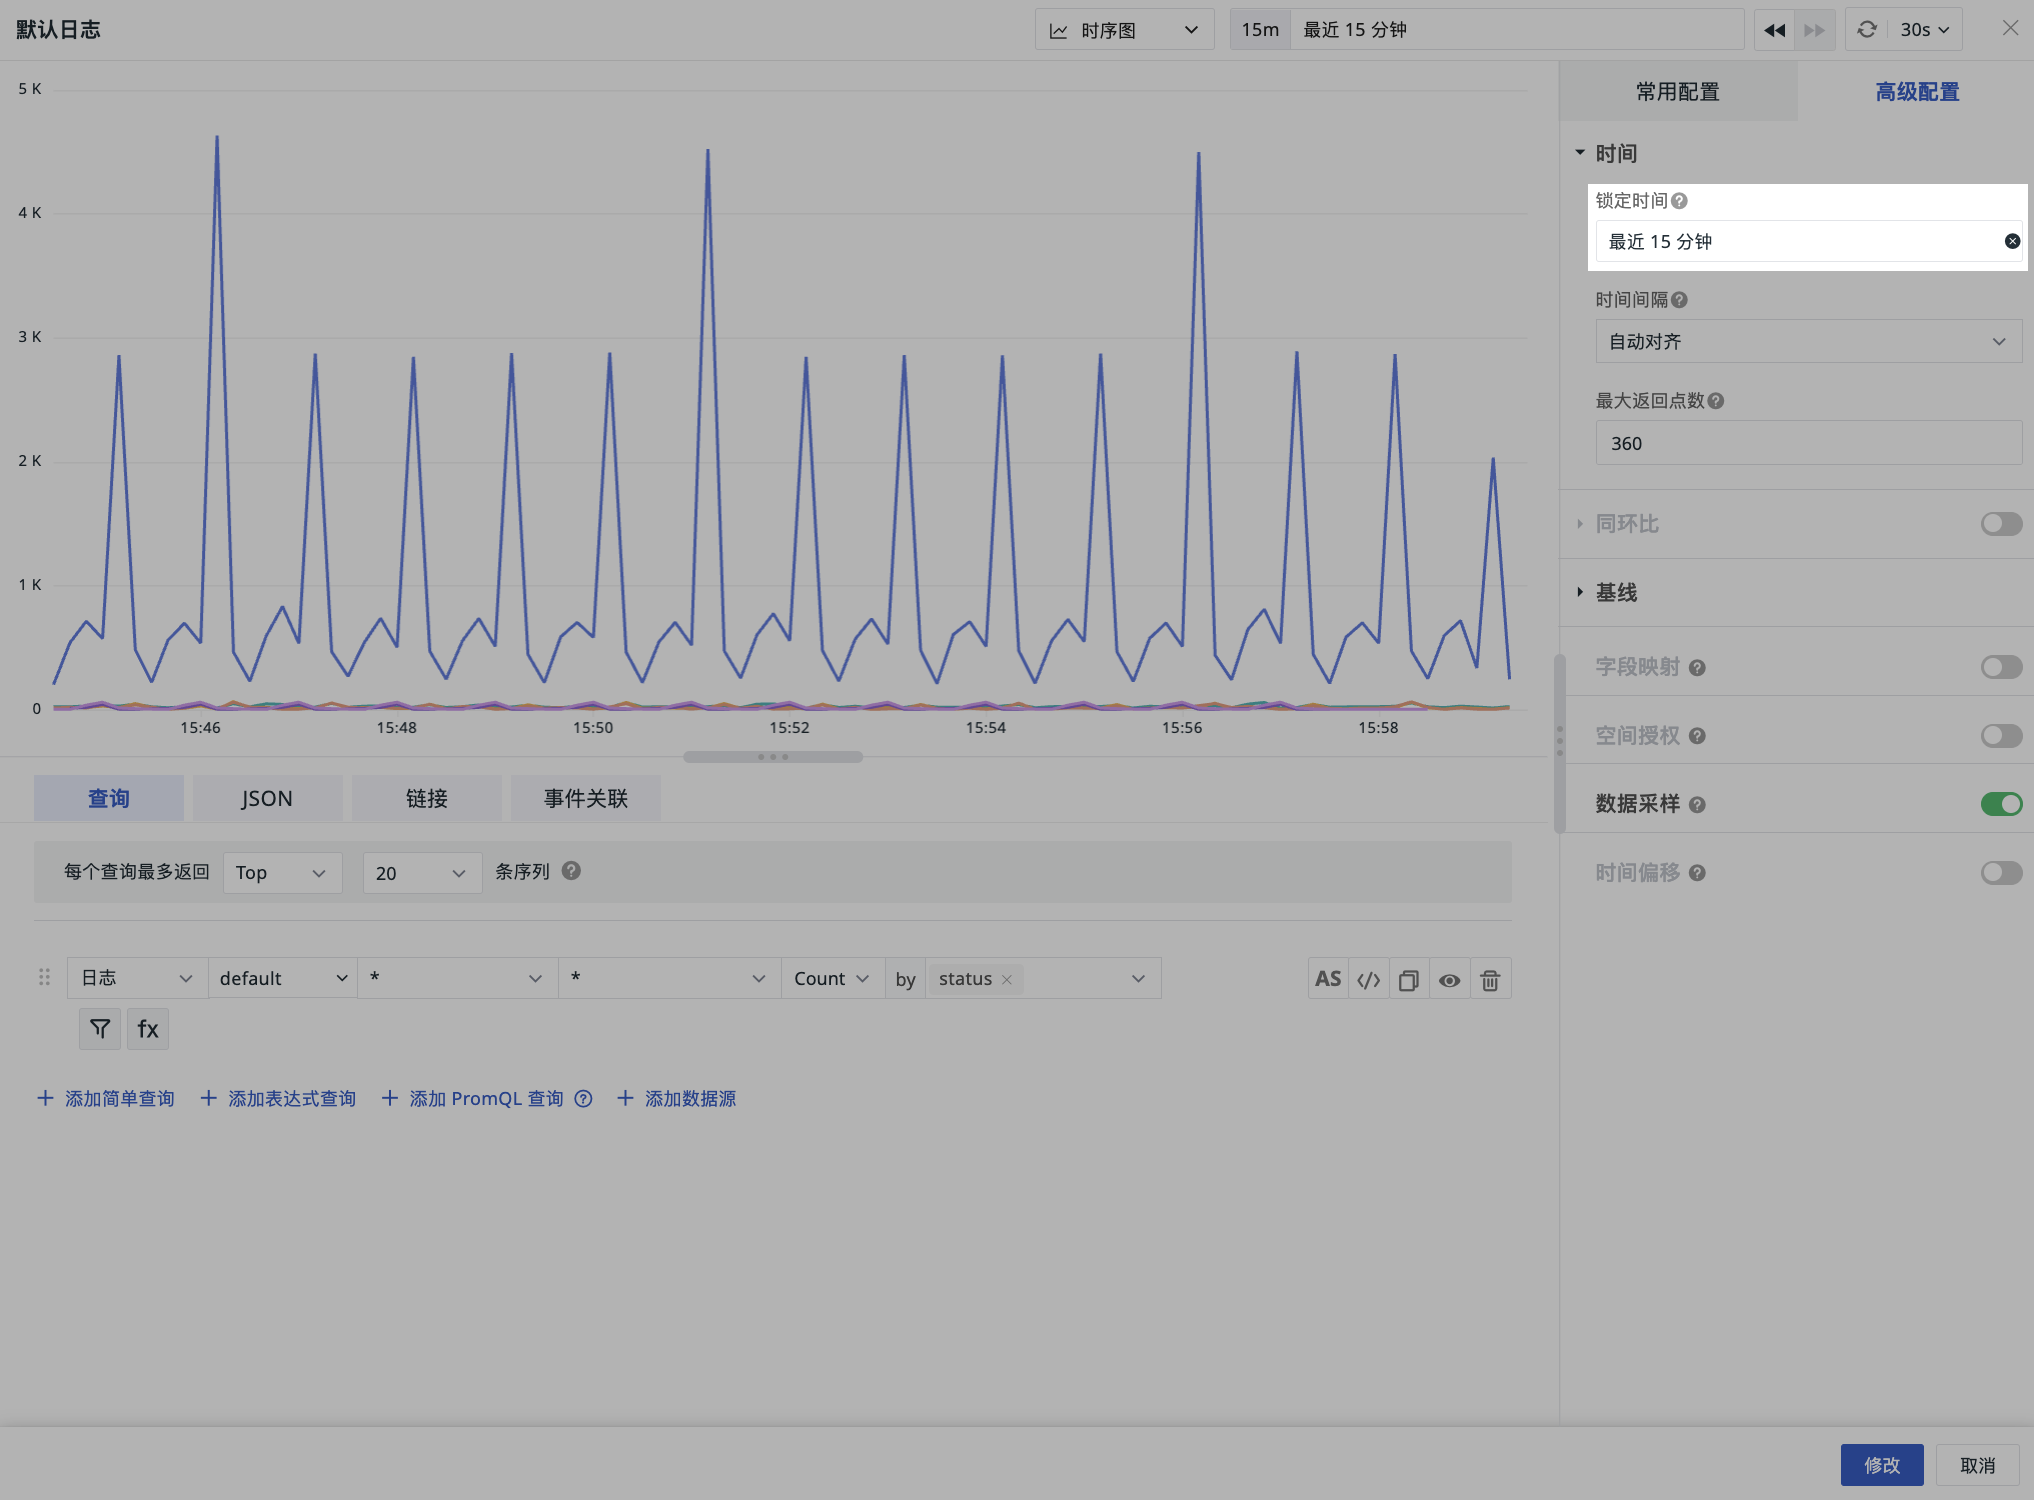 默认日志
时序图
15m 最近 15 分钟
30s
5 K
4 K
3 K
2 K
1 K
0
15:46 15:48 15:50 15:52 15:54 15:56 15:58
常用配置 高级配置
时间
锁定时间 ?
最近 15 分钟
时间间隔 ?
自动对齐
最大返回点数 ?
360
同环比
基线
字段映射 ?
空间授权 ?
数据采样 ?
时间偏移 ?
查询 JSON 链接 事件关联
每个查询最多返回 Top 20 条序列 ?
日志 default * * Count by status × AS </>
fx
+ 添加简单查询 + 添加表达式查询 + 添加 PromQL 查询 ? + 添加数据源
修改 取消